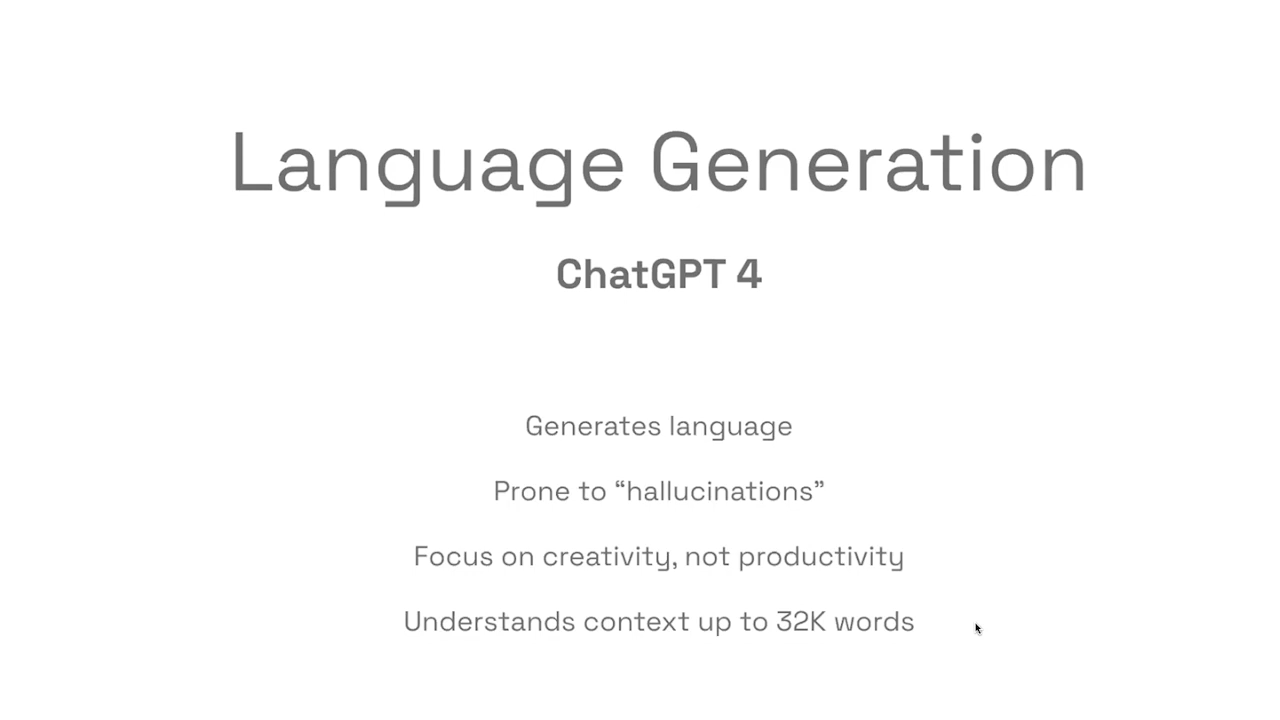 Language Generation
ChatGPT 4
Generates language
Prone to “hallucinations”
Focus on creativity, not productivity
Understands context up to 32K words